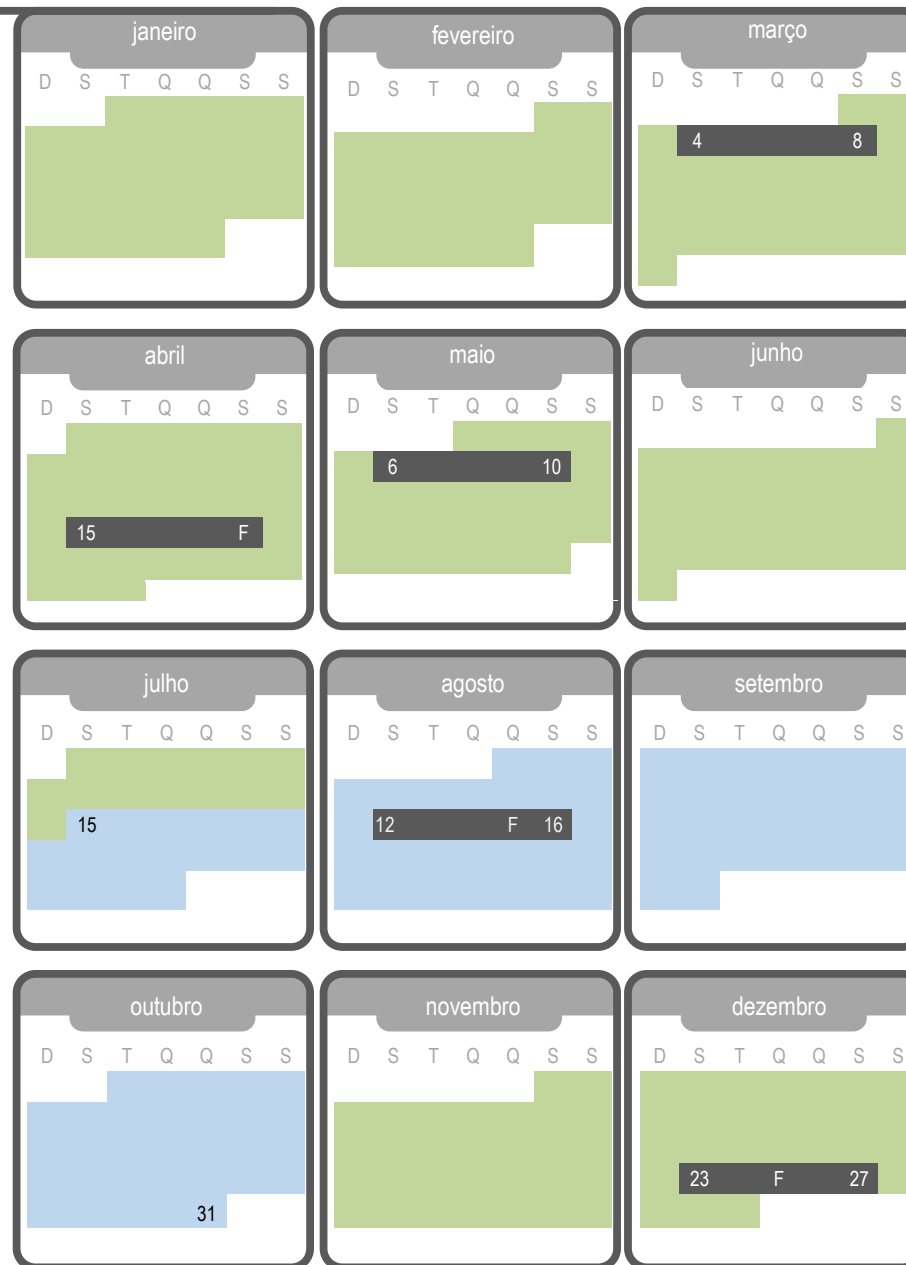 janeiro
D S T Q Q S S
fevereiro
D S T Q Q S S
março
D S T Q Q S S
4 8
abril
D S T Q Q S S
15 F
maio
D S T Q Q S S
6 10
junho
D S T Q Q S S
julho
D S T Q Q S S
15
agosto
D S T Q Q S S
12 F 16
setembro
D S T Q Q S S
outubro
D S T Q Q S S
31
novembro
D S T Q Q S S
dezembro
D S T Q Q S S
23 F 27